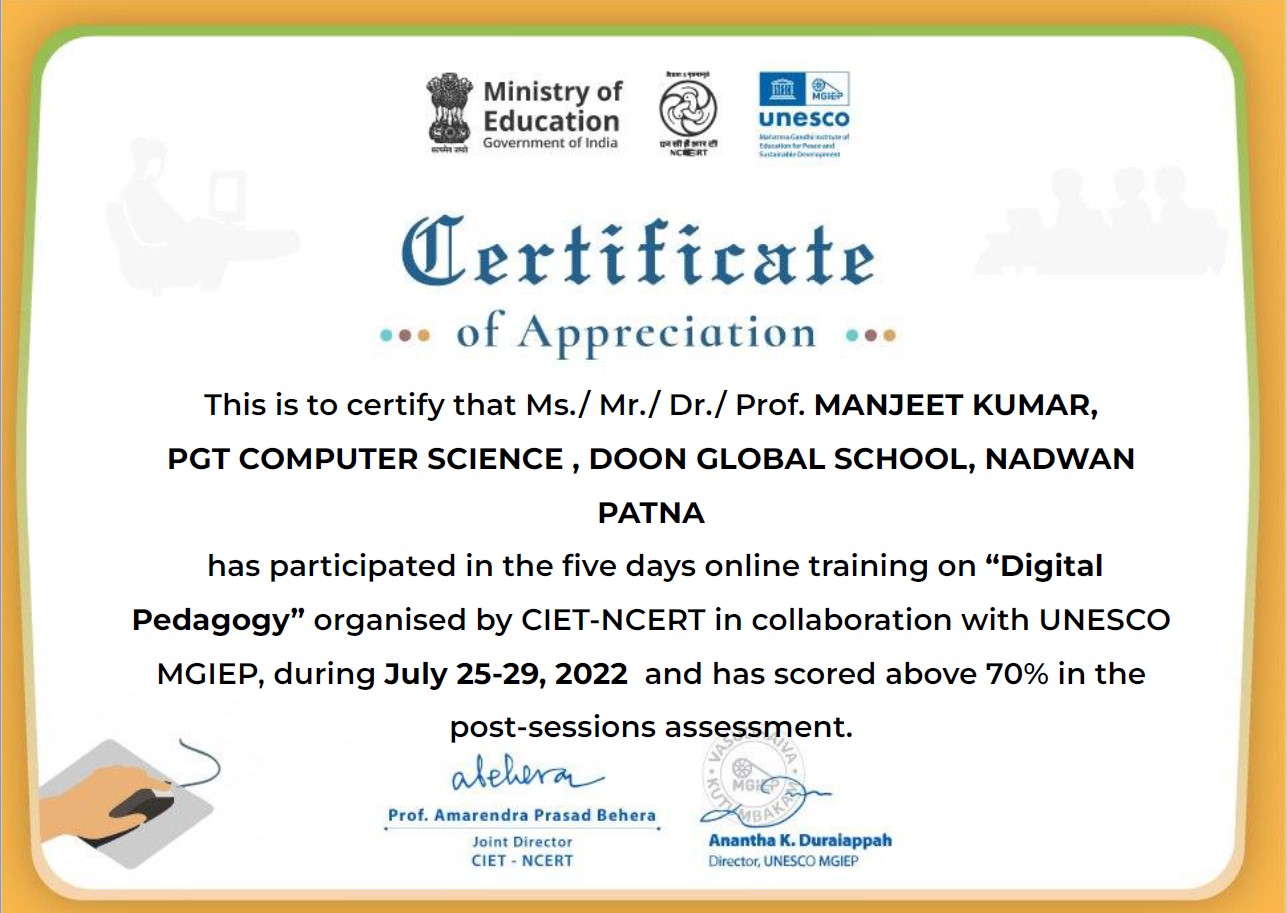 Ministry of
Education
Government of India
सत्यमेव जयते
एन सी ई आर टी
NCERT
MGIEP
unesco
Mahatma Gandhi Institute of
Education for Peace and
Sustainable Development
Certificate
of Appreciation
This is to certify that Ms./ Mr./ Dr./ Prof. MANJEET KUMAR,
PGT COMPUTER SCIENCE , DOON GLOBAL SCHOOL, NADWAN
PATNA
has participated in the five days online training on “Digital
Pedagogy” organised by CIET-NCERT in collaboration with UNESCO
MGIEP, during July 25-29, 2022 and has scored above 70% in the
post-sessions assessment.
VASUDHAIVA
MGIEP
KUTUMBAKAM
Prof. Amarendra Prasad Behera
Joint Director
CIET - NCERT
Anantha K. Duraiappah
Director, UNESCO MGIEP